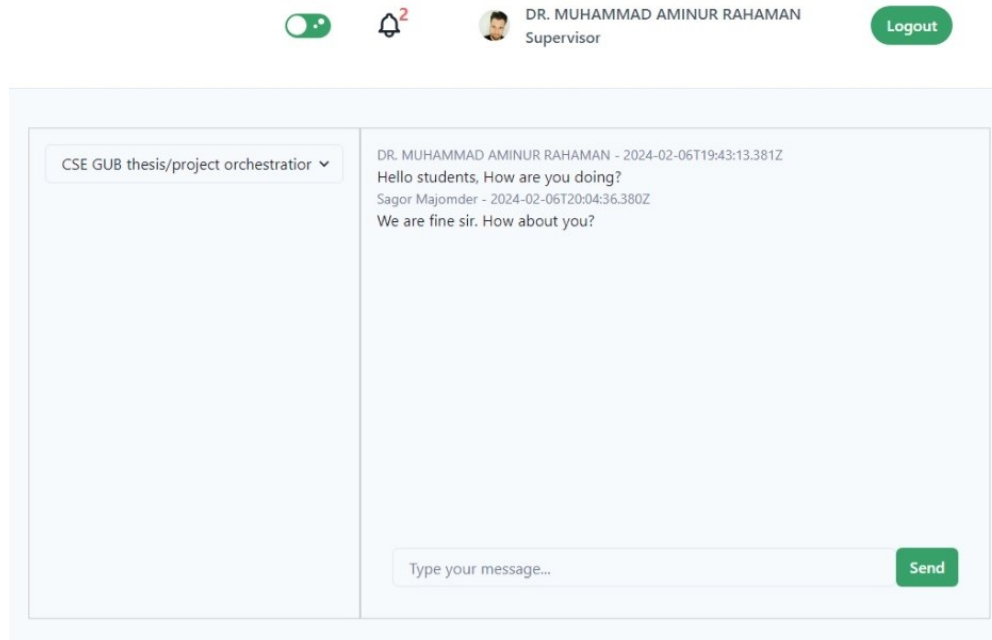 2
DR. MUHAMMAD AMINUR RAHAMAN
Supervisor
Logout
CSE GUB thesis/project orchestratior
DR. MUHAMMAD AMINUR RAHAMAN - 2024-02-06T19:43:13.381Z
Hello students, How are you doing?
Sagor Majomder - 2024-02-06T20:04:36.380Z
We are fine sir. How about you?
Type your message...
Send